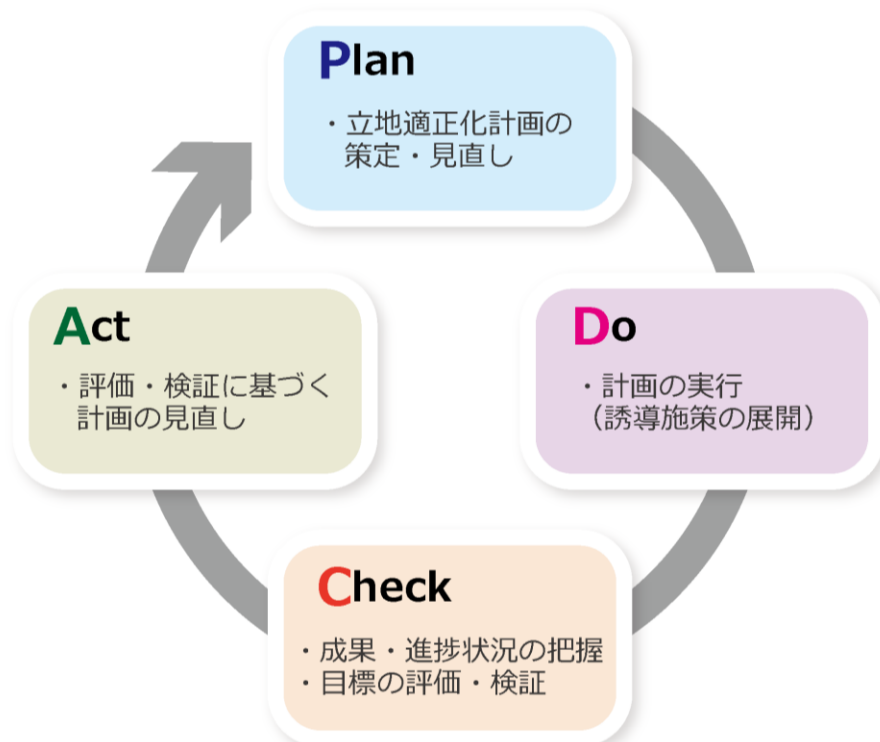 Plan
・立地適正化計画の
策定・見直し
Do
・計画の実行
（誘導施策の展開）
Check
・成果・進捗状況の把握
・目標の評価・検証
Act
・評価・検証に基づく
計画の見直し